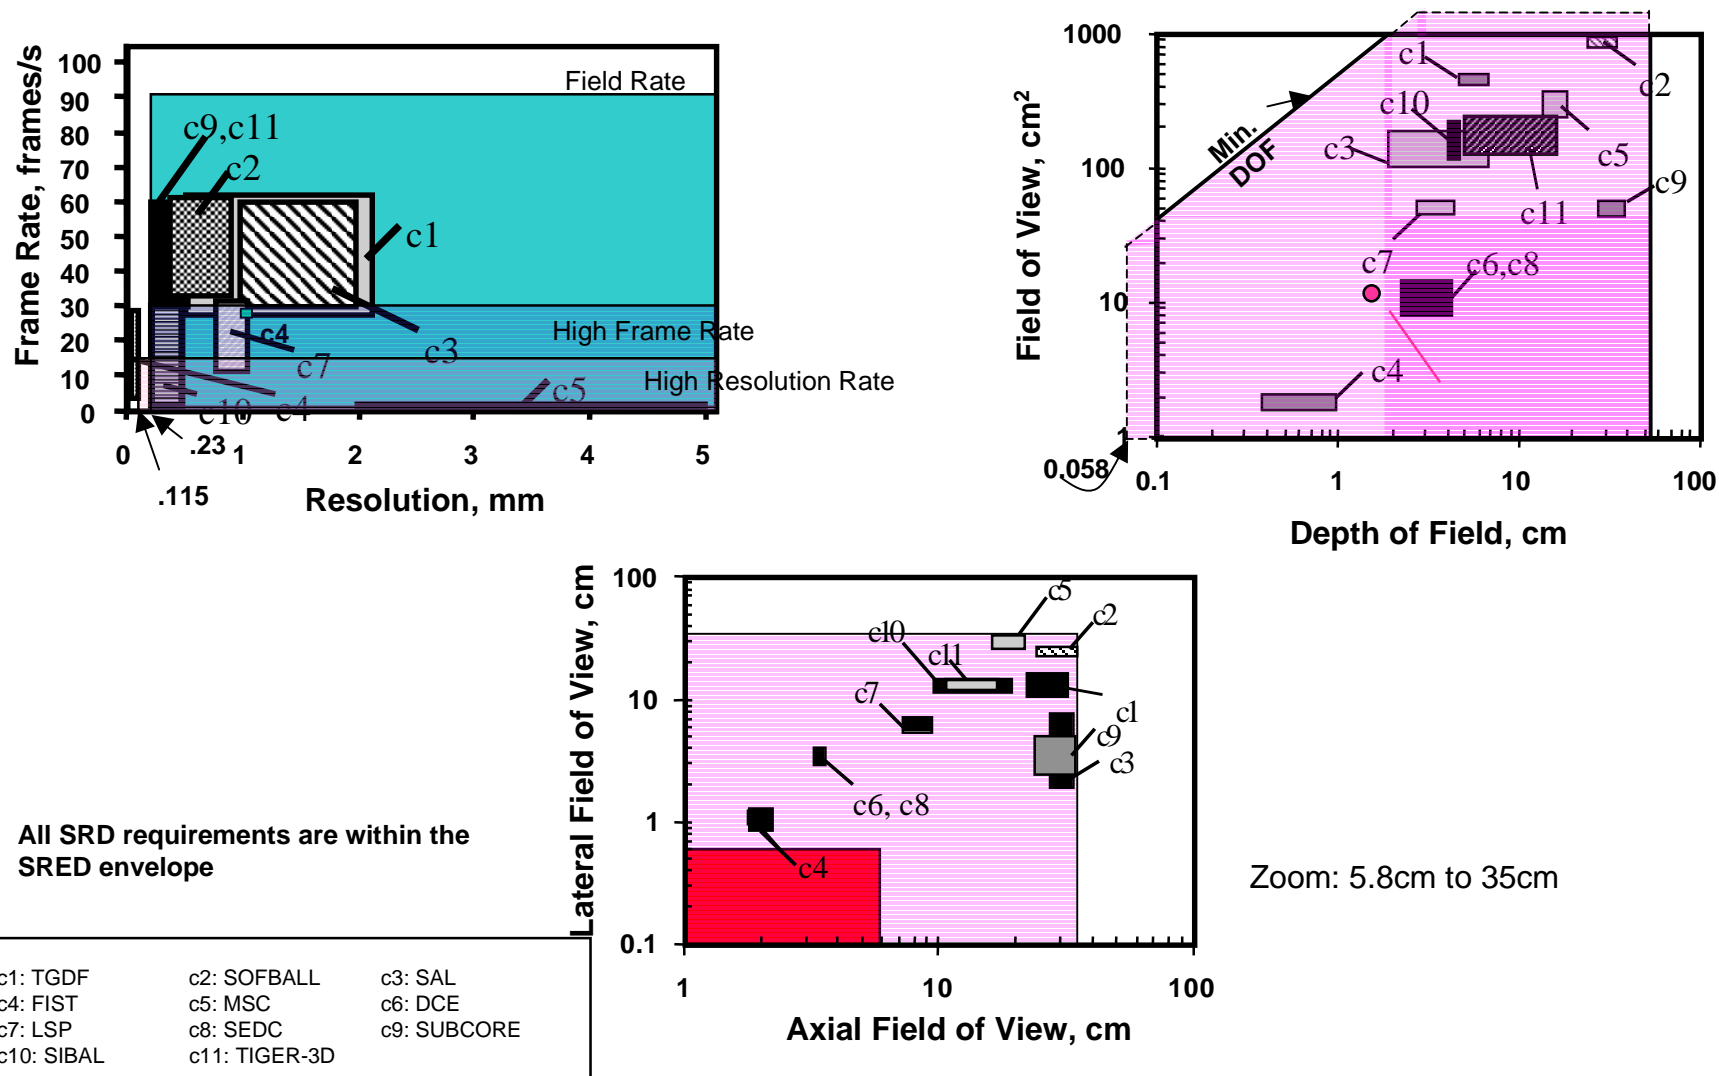 100
90
80
70
60
50
40
30
20
10
0
Frame Rate, frames/s
Field Rate
c9,c11
c2
c1
c4
High Frame Rate
c7
c3
High Resolution Rate
c10
c4
c5
0
.23
1
2
3
4
5
.115
Resolution, mm
1000
100
10
1
Field of View, cm2
c1
c2
c10
Min.
DOF
c3
c5
c9
c11
c7
c6,c8
c4
0.058
0.1
1
10
100
Depth of Field, cm
100
10
1
0.1
Lateral Field of View, cm
c5
c2
c10
c11
c7
c1
c9
c3
c6, c8
c4
1
10
100
Axial Field of View, cm
All SRD requirements are within the
SRED envelope
Zoom: 5.8cm to 35cm
c1: TGDF c2: SOFBALL c3: SAL
c4: FIST c5: MSC c6: DCE
c7: LSP c8: SEDC c9: SUBCORE
c10: SIBAL c11: TIGER-3D